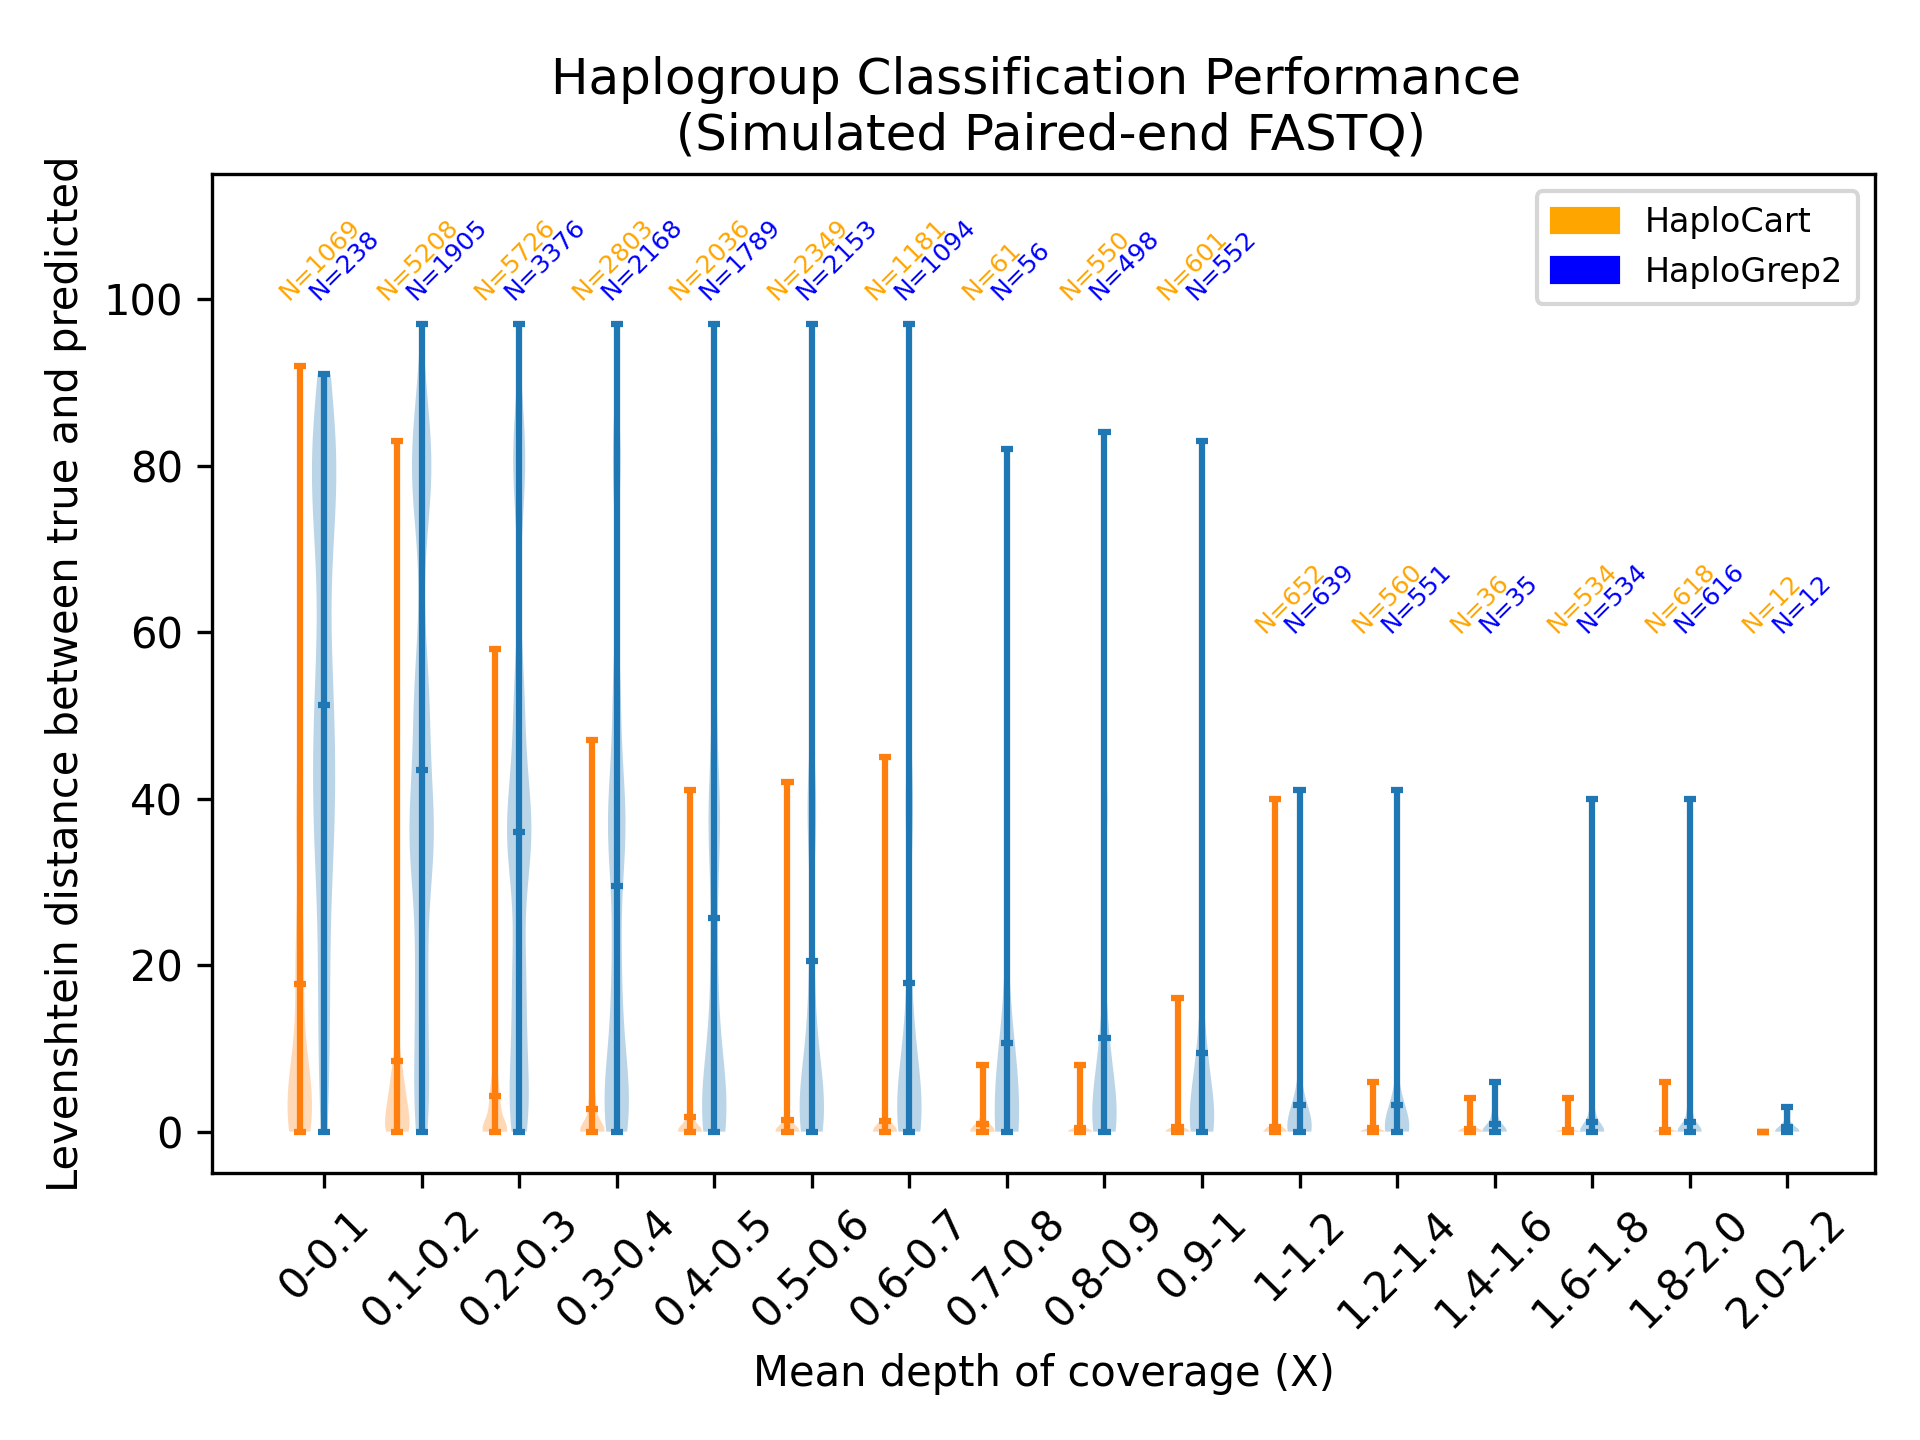 Haplogroup Classification Performance
(Simulated Paired-end FASTQ)
HaploCart
HaploGrep2
Levenshtein distance between true and predicted
100
80
60
40
20
0
N=1069
N=238
N=5208
N=1905
N=5726
N=3376
N=2803
N=2168
N=2036
N=1789
N=2349
N=2153
N=1181
N=1094
N=61
N=56
N=550
N=498
N=601
N=552
N=652
N=639
N=560
N=551
N=36
N=35
N=534
N=534
N=618
N=616
N=12
N=12
0-0.1
0.1-0.2
0.2-0.3
0.3-0.4
0.4-0.5
0.5-0.6
0.6-0.7
0.7-0.8
0.8-0.9
0.9-1
1-1.2
1.2-1.4
1.4-1.6
1.6-1.8
1.8-2.0
2.0-2.2
Mean depth of coverage (X)